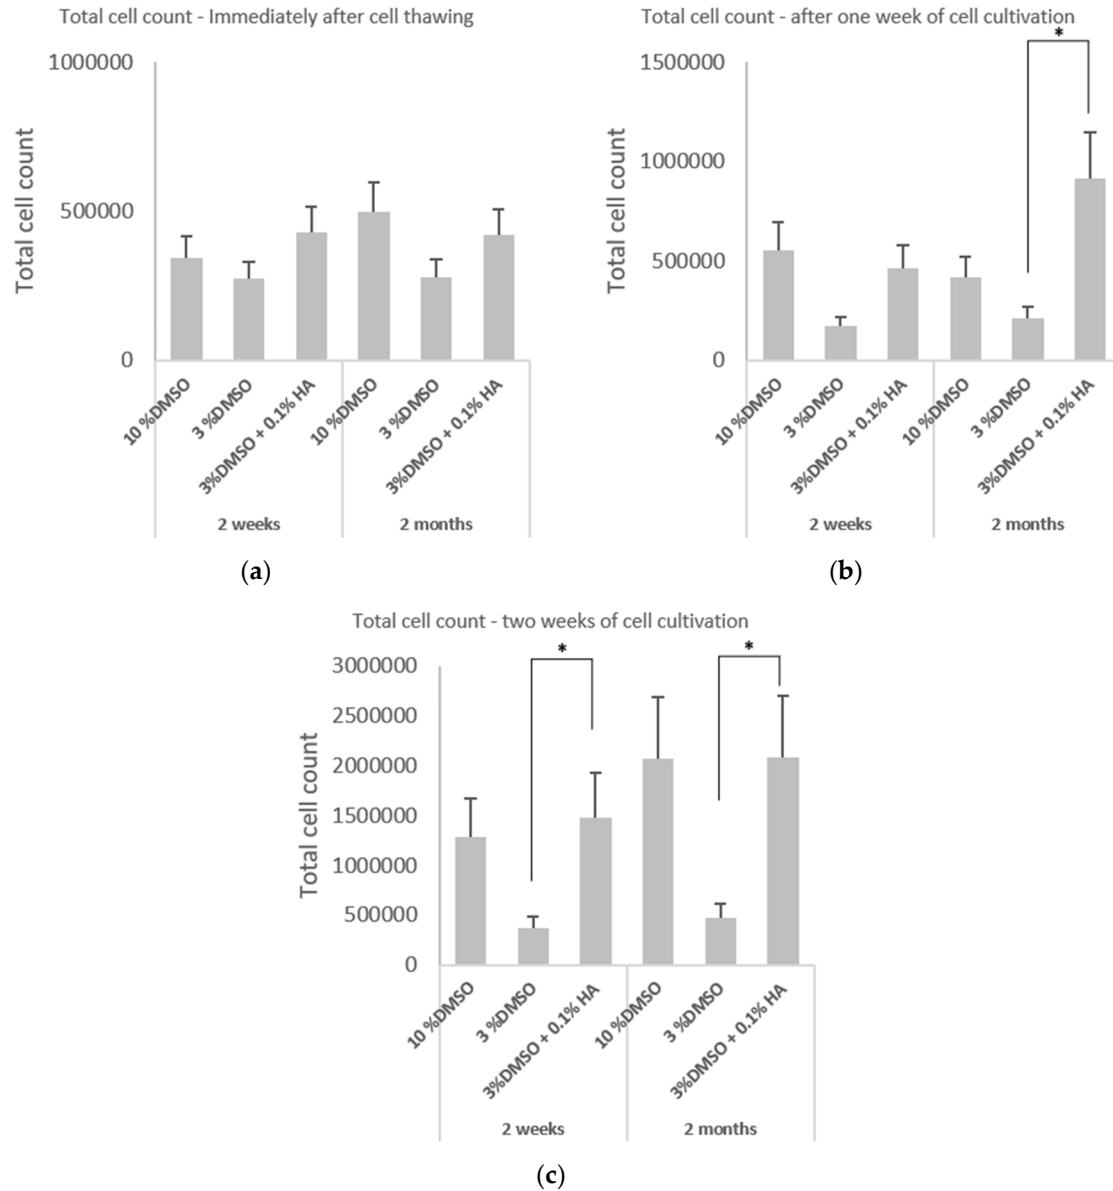 Total cell count - Immediately after cell thawing
Total cell count
1000000
500000
0
10 %DMSO
3 %DMSO
3%DMSO + 0.1% HA
10 %DMSO
3 %DMSO
3%DMSO + 0.1% HA
2 weeks
2 months
(a)
Total cell count - after one week of cell cultivation
*
Total cell count
1500000
1000000
500000
0
10 %DMSO
3 %DMSO
3%DMSO + 0.1% HA
10 %DMSO
3 %DMSO
3%DMSO + 0.1% HA
2 weeks
2 months
(b)
Total cell count - two weeks of cell cultivation
*
*
Total cell count
3000000
2500000
2000000
1500000
1000000
500000
0
10 %DMSO
3 %DMSO
3%DMSO + 0.1% HA
10 %DMSO
3 %DMSO
3%DMSO + 0.1% HA
2 weeks
2 months
(c)